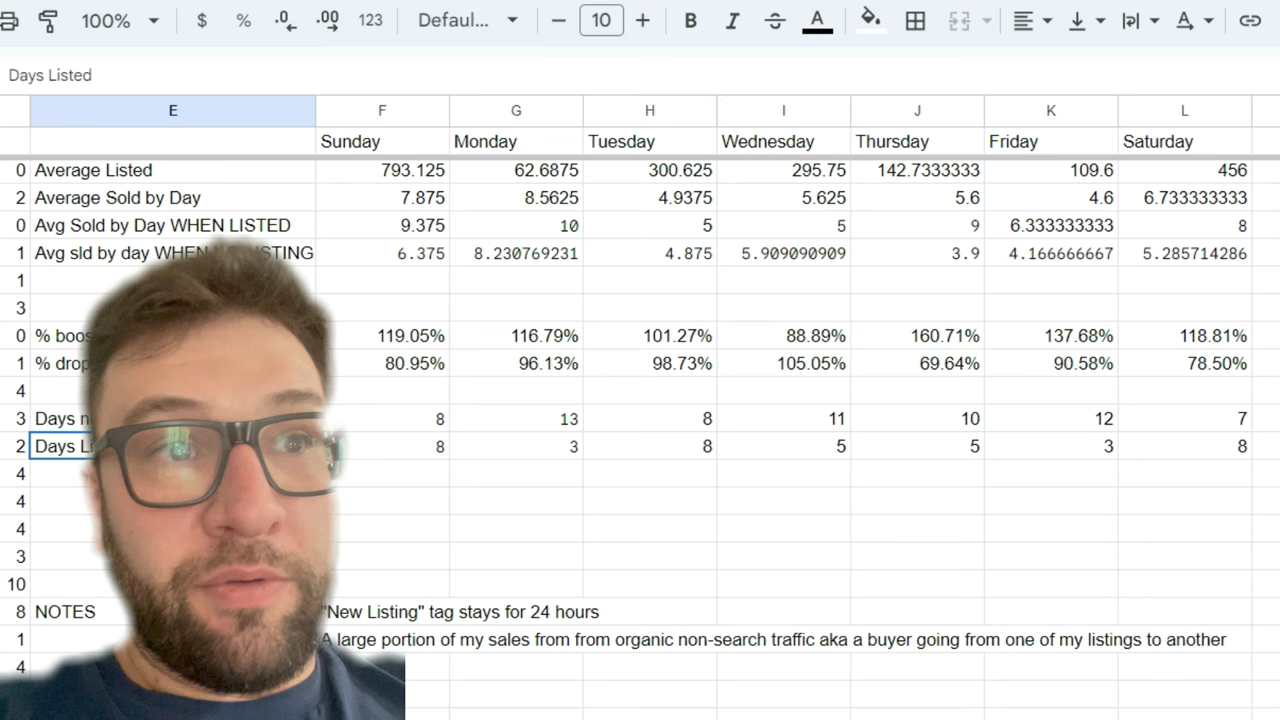 100% $ % .0 .00 123 Defaul... 10 B I A A
Days Listed
E F G H I J K L
Sunday Monday Tuesday Wednesday Thursday Friday Saturday
0 Average Listed 793.125 62.6875 300.625 295.75 142.7333333 109.6 456
2 Average Sold by Day 7.875 8.5625 4.9375 5.625 5.6 4.6 6.733333333
0 Avg Sold by Day WHEN LISTED 9.375 10 5 5 9 6.333333333 8
1 Avg sld by day 6.375 8.230769231 4.875 5.909090909 3.9 4.166666667 5.285714286
1
3
0 % 119.05% 116.79% 101.27% 88.89% 160.71% 137.68% 118.81%
1 % drop 80.95% 96.13% 98.73% 105.05% 69.64% 90.58% 78.50%
4
3 Days 8 13 8 11 10 12 7
2 Days 8 3 8 5 5 3 8
4
4
4
3
10
8 NOTES "New Listing" tag stays for 24 hours
1 A large portion of my sales from from organic non-search traffic aka a buyer going from one of my listings to another
4